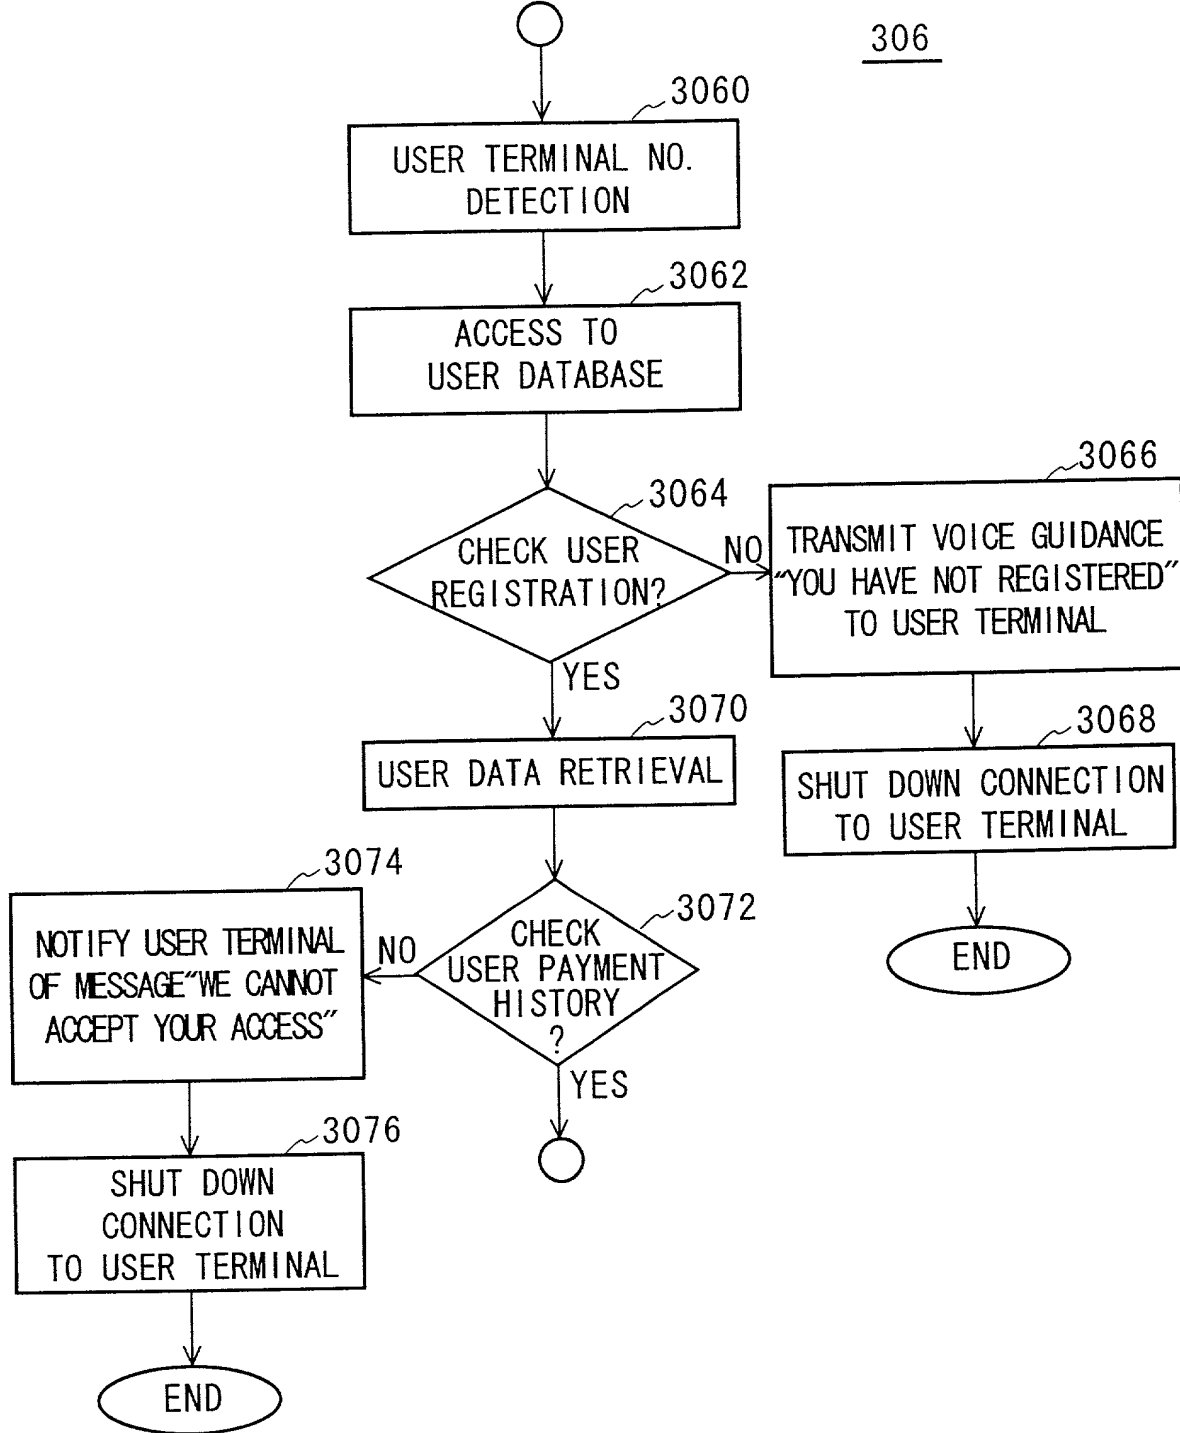 306
3060
USER TERMINAL NO.
DETECTION
3062
ACCESS TO
USER DATABASE
3064
CHECK USER
REGISTRATION?
NO
YES
3066
TRANSMIT VOICE GUIDANCE
“YOU HAVE NOT REGISTERED”
TO USER TERMINAL
3068
SHUT DOWN CONNECTION
TO USER TERMINAL
END
3070
USER DATA RETRIEVAL
3072
CHECK
USER PAYMENT
HISTORY
?
NO
YES
3074
NOTIFY USER TERMINAL
OF MESSAGE“WE CANNOT
ACCEPT YOUR ACCESS”
3076
SHUT DOWN
CONNECTION
TO USER TERMINAL
END